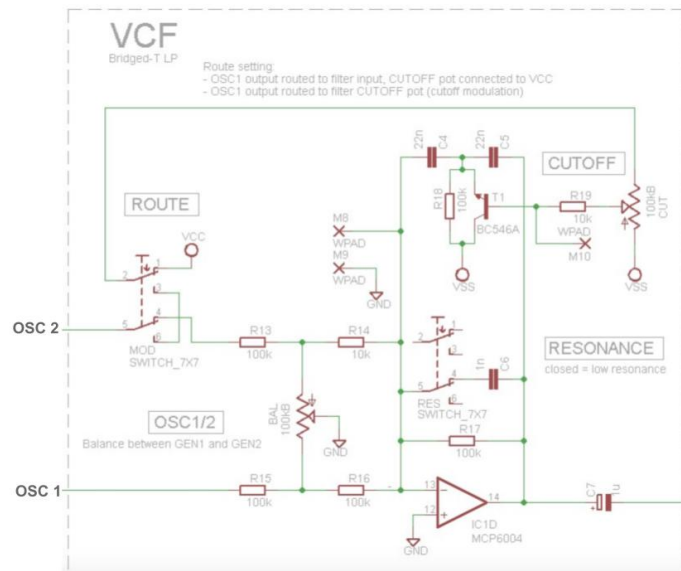 VCF
Bridged-T LP
Route setting:
- OSC1 output routed to filter input, CUTOFF pot connected to VCC
- OSC1 output routed to filter CUTOFF pot (cutoff modulation)
22n
C4
22n
C5
CUTOFF
ROUTE
R18
100k
T1
BC546A
R19
10k
100kB
CUT
WPAD
M10
M8
WPAD
M9
WPAD
GND
VCC
VSS
VSS
2
1
3
OSC 2
5
4
6
MOD
SWITCH_7X7
R13
100k
R14
10k
2
1
3
1n
C6
RESONANCE
closed = low resonance
5
4
6
RES
SWITCH_7X7
BAL
100kB
GND
OSC1/2
Balance between GEN1 and GEN2
R17
100k
OSC 1
R15
100k
R16
100k
13
12
14
IC1D
MCP6004
GND
C7
1u